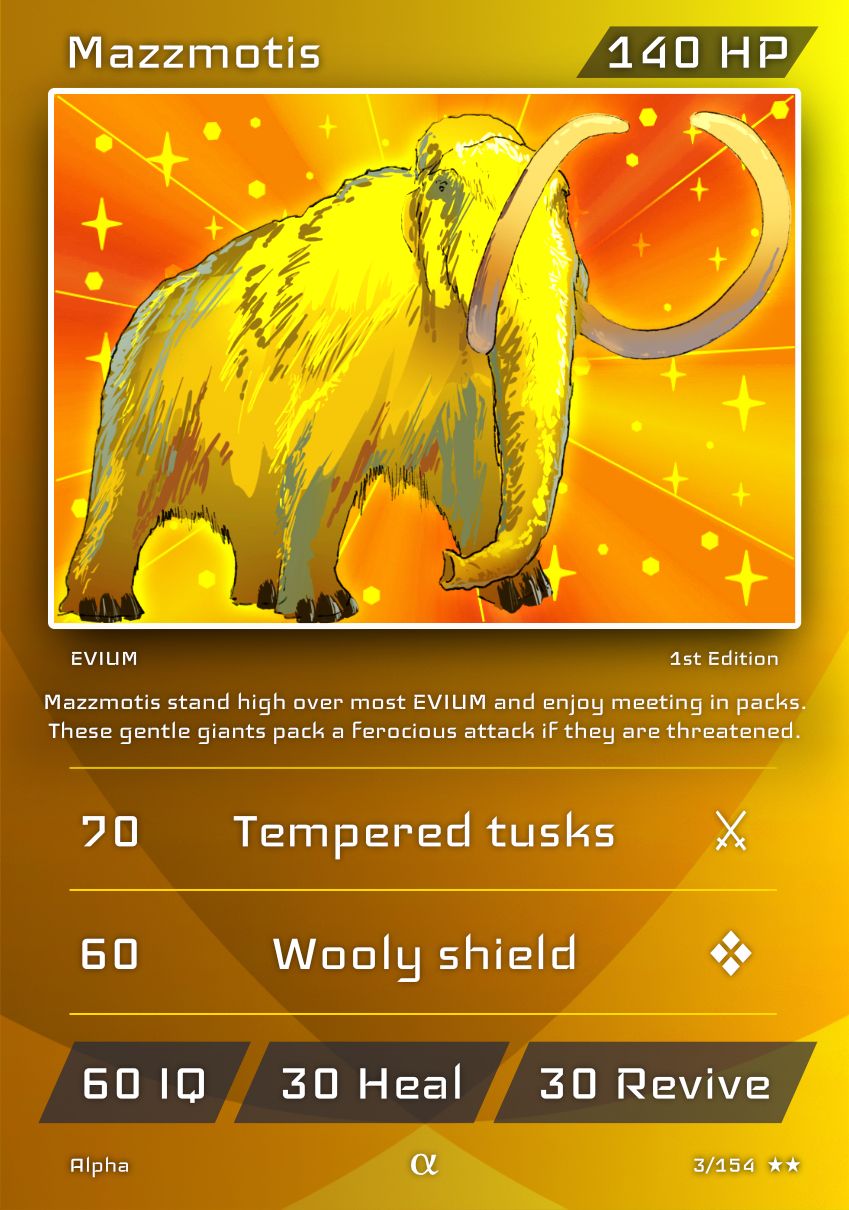 Mazzmotis
140 HP
EVIUM
1st Edition
Mazzmotis stand high over most EVIUM and enjoy meeting in packs.
These gentle giants pack a ferocious attack if they are threatened.
70 Tempered tusks
60 Wooly shield
60 IQ 30 Heal 30 Revive
Alpha α 3/154 ★★